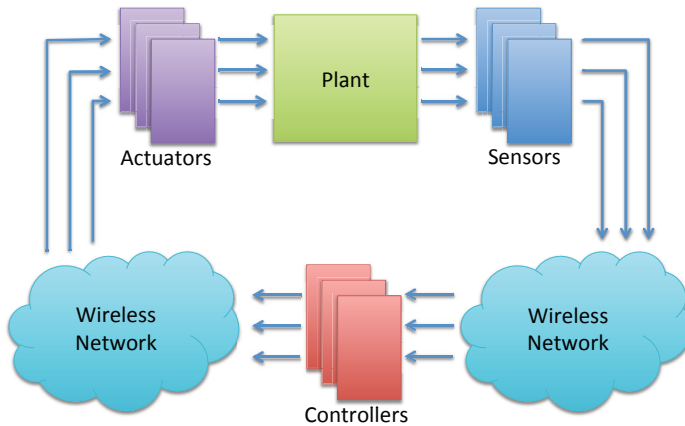 Plant
Actuators
Sensors
Wireless
Network
Wireless
Network
Controllers